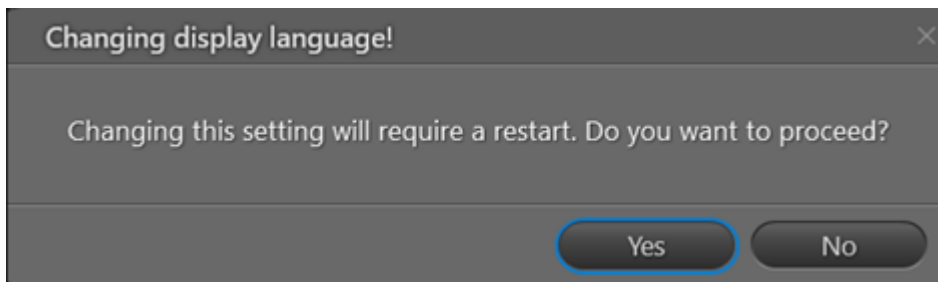 Changing display language!
Changing this setting will require a restart. Do you want to proceed?
Yes
No